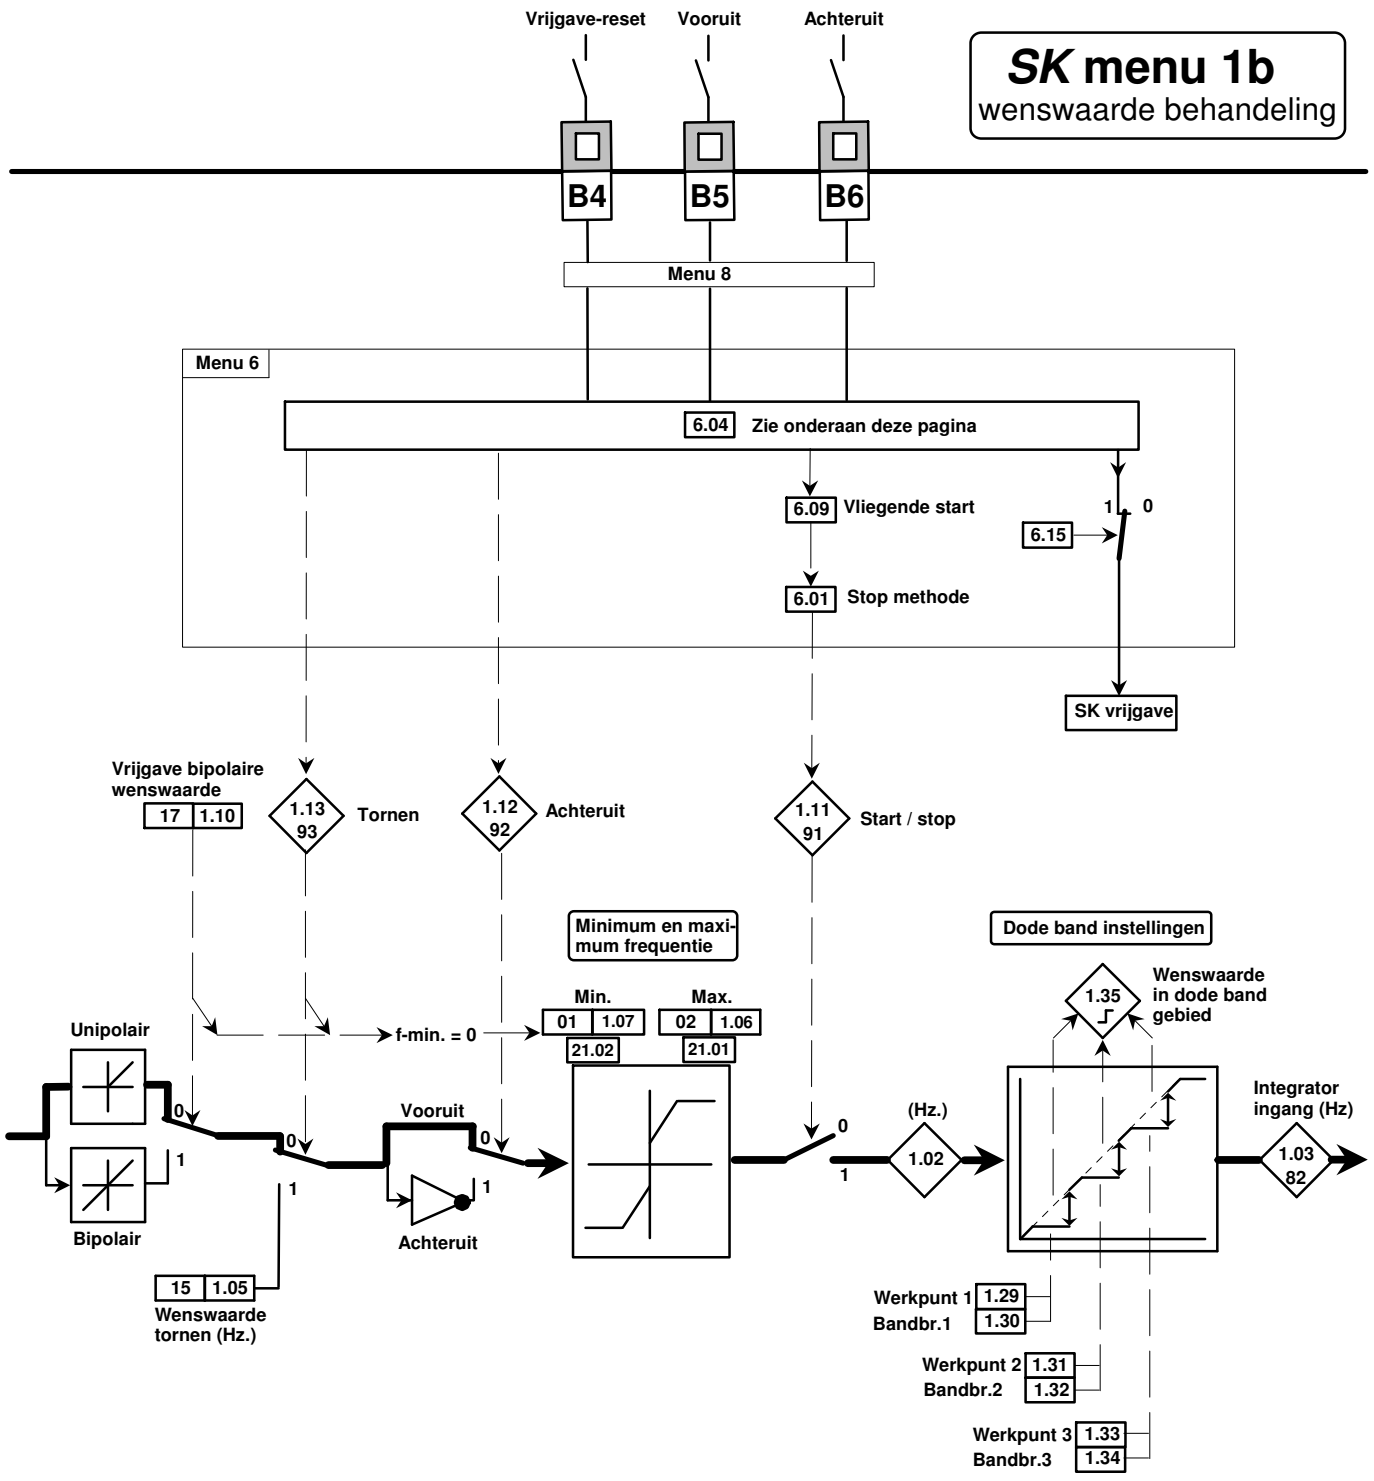 Vrijgave-reset
Vooruit
Achteruit
SK menu 1b
wenswaarde behandeling
B4
B5
B6
Menu 8
Menu 6
6.04
Zie onderaan deze pagina
6.09
Vliegende start
1
0
6.15
6.01
Stop methode
SK vrijgave
Vrijgave bipolaire
wenswaarde
17
1.10
1.13
93
Tornen
1.12
92
Achteruit
1.11
91
Start / stop
Minimum en maxi-
mum frequentie
Dode band instellingen
Min.
01
1.07
21.02
Max.
02
1.06
21.01
1.35
Wenswaarde
in dode band
gebied
f-min. = 0
Unipolair
0
1
Bipolair
0
1
Vooruit
0
1
Achteruit
0
1
(Hz.)
1.02
Integrator
ingang (Hz)
1.03
82
15
1.05
Wenswaarde
tornen (Hz.)
Werkpunt 1
1.29
Bandbr.1
1.30
Werkpunt 2
1.31
Bandbr.2
1.32
Werkpunt 3
1.33
Bandbr.3
1.34